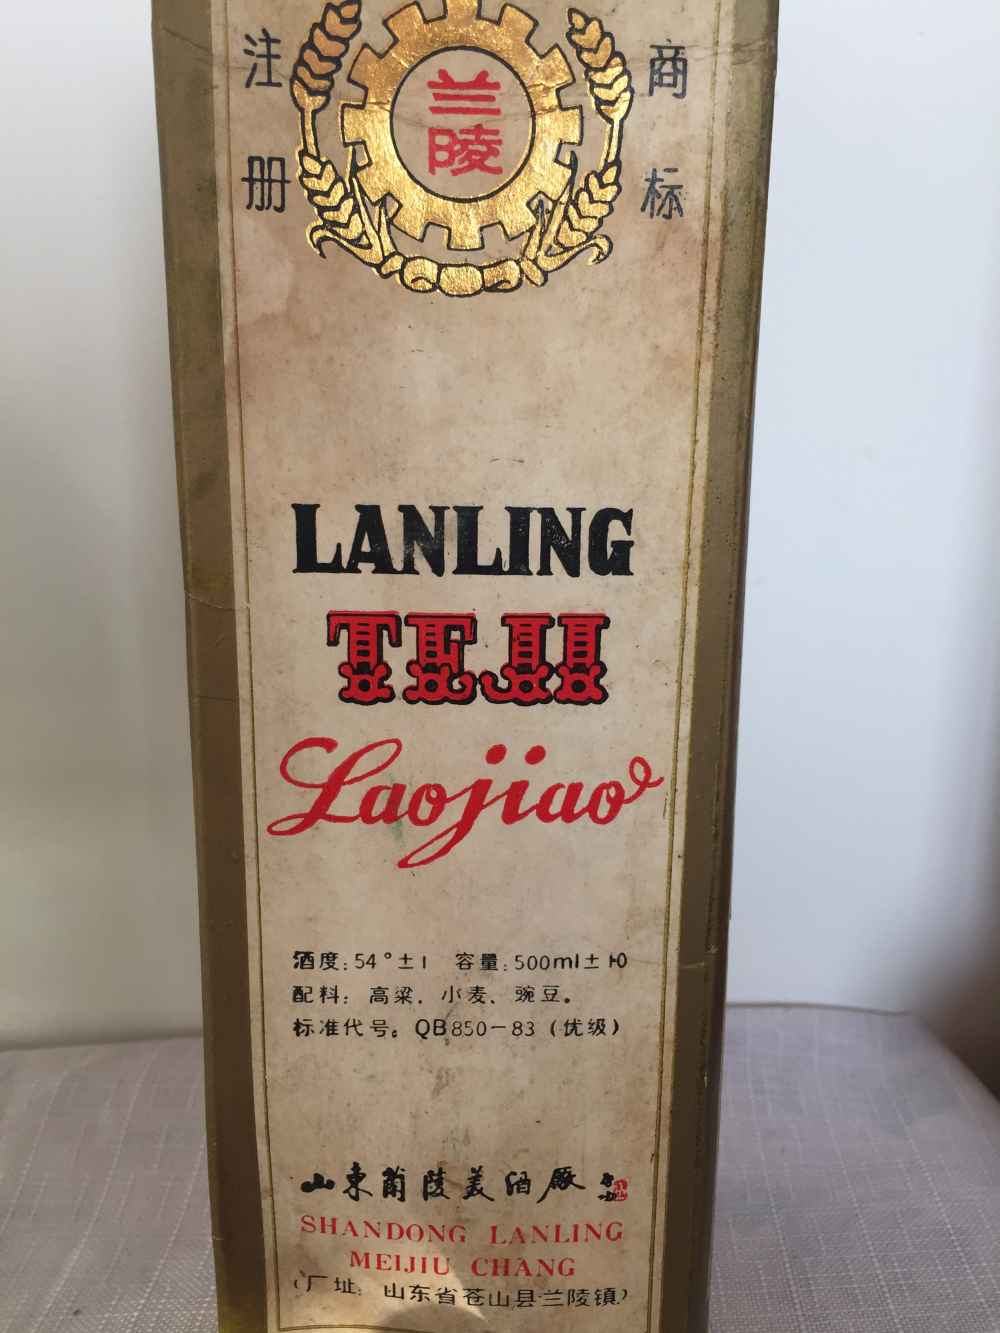 注册
商标
兰陵
LANLING
TEJI
Laojiao
酒度:54°±1 容量:500ml±10
配料: 高粱、小麦、豌豆。
标准代号。QB850-83(优级)
山東蘭陵美酒厰
SHANDONG LANLING
MEIJIU CHANG
(厂址: 山东省苍山县兰陵镇)